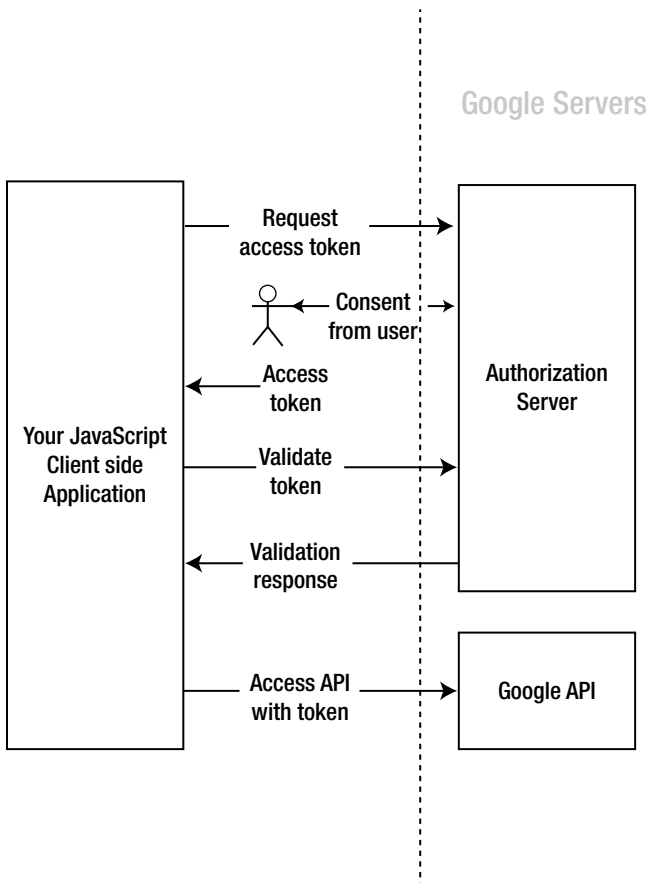 Google Servers
Request
access token
Consent
from user
Access
token
Your JavaScript
Client side
Application
Authorization
Server
Validate
token
Validation
response
Access API
with token
Google API